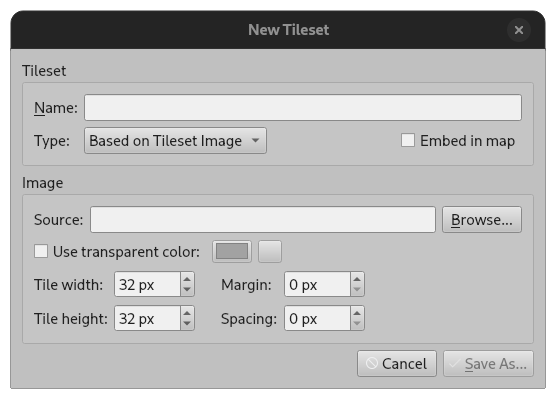 New Tileset
Tileset
Name:
Type: Based on Tileset Image Embed in map
Image
Source: Browse...
Use transparent color:
Tile width: 32 px Margin: 0 px
Tile height: 32 px Spacing: 0 px
Cancel Save As...